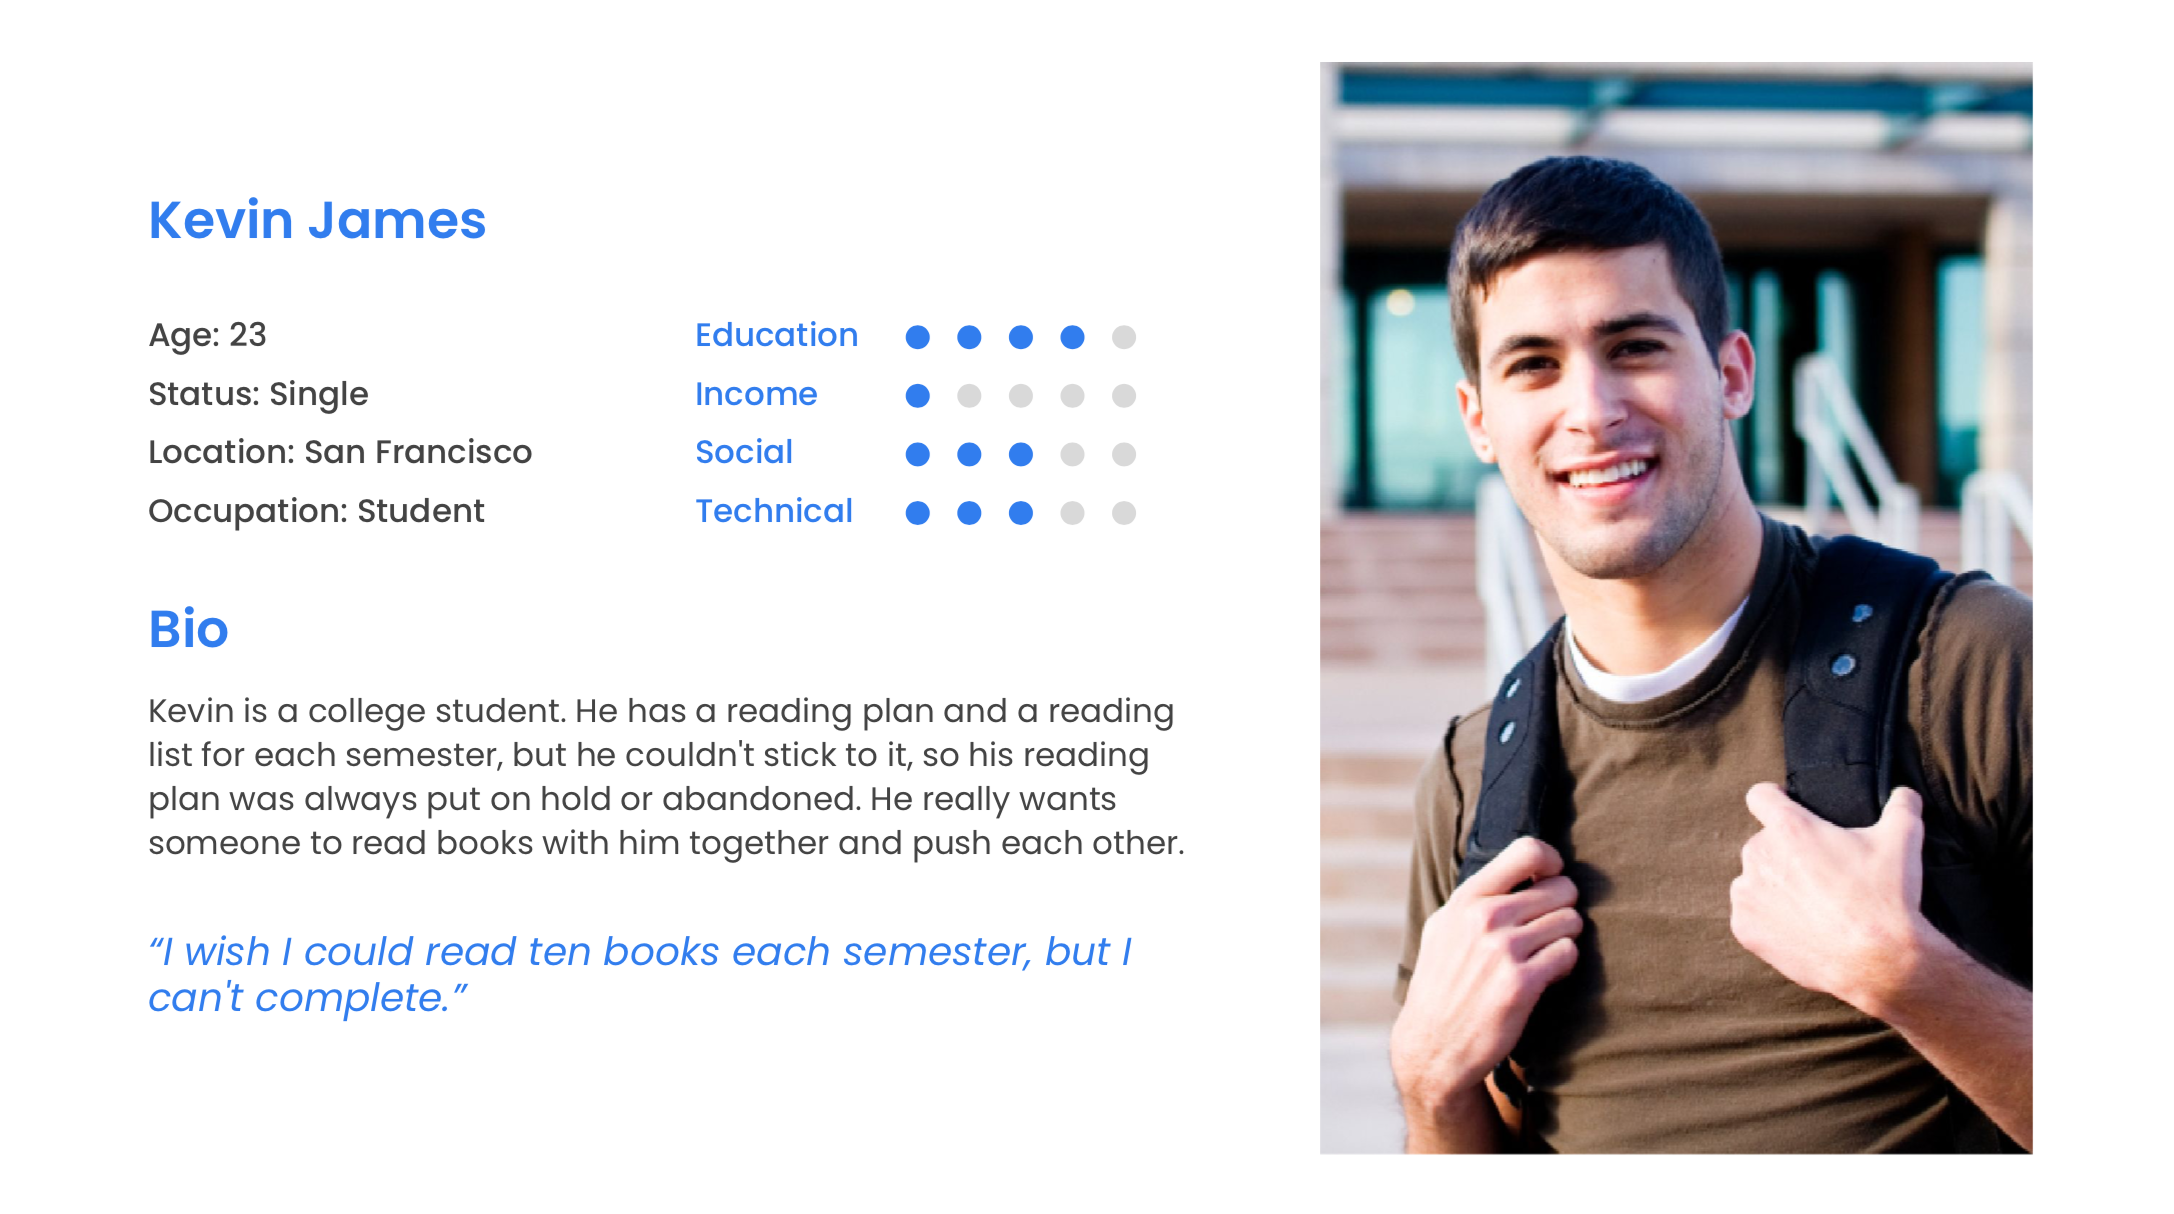 Kevin James
Age: 23
Status: Single
Location: San Francisco
Occupation: Student
Education
Income
Social
Technical
Bio
Kevin is a college student. He has a reading plan and a reading
list for each semester, but he couldn't stick to it, so his reading
plan was always put on hold or abandoned. He really wants
someone to read books with him together and push each other.
“I wish I could read ten books each semester, but I
can't complete.”